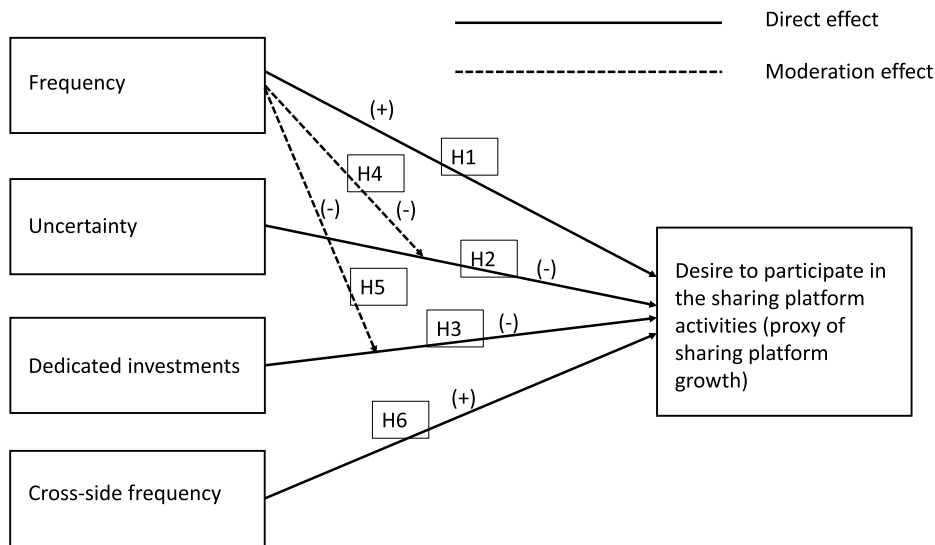 Direct effect
Moderation effect
Frequency
(+)
H1
H4
(-)
(-)
Uncertainty
H2
(-)
H5
Desire to participate in
the sharing platform
activities (proxy of
sharing platform
growth)
H3
(-)
Dedicated investments
H6
(+)
Cross-side frequency